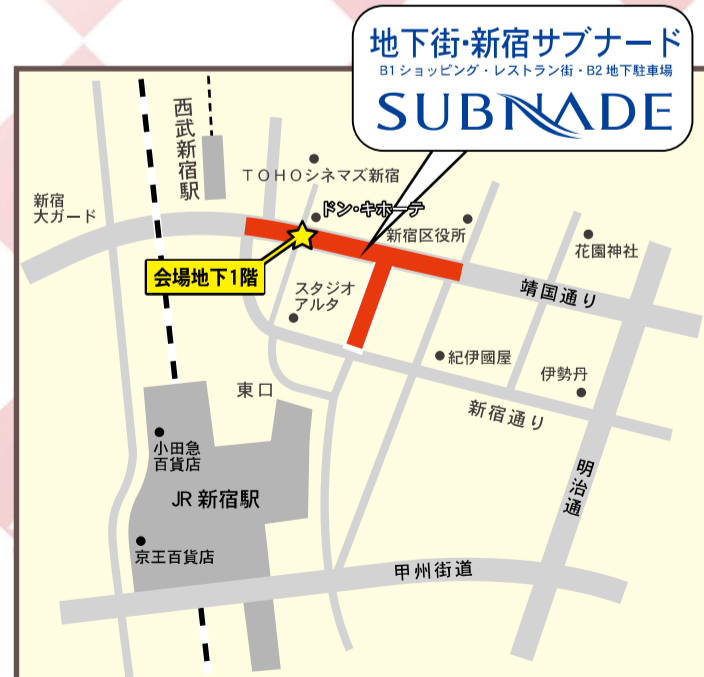 地下街・新宿サブナード
B1 ショッピング・レストラン街・B2 地下駐車場
SUBNADE
西武新宿駅
TOHOシネマズ新宿
新宿
大ガード
ドン・キホーテ
新宿区役所
花園神社
会場地下1階
スタジオ
アルタ
靖国通り
紀伊國屋
伊勢丹
東口
新宿通り
小田急
百貨店
JR 新宿駅
明治通
京王百貨店
甲州街道